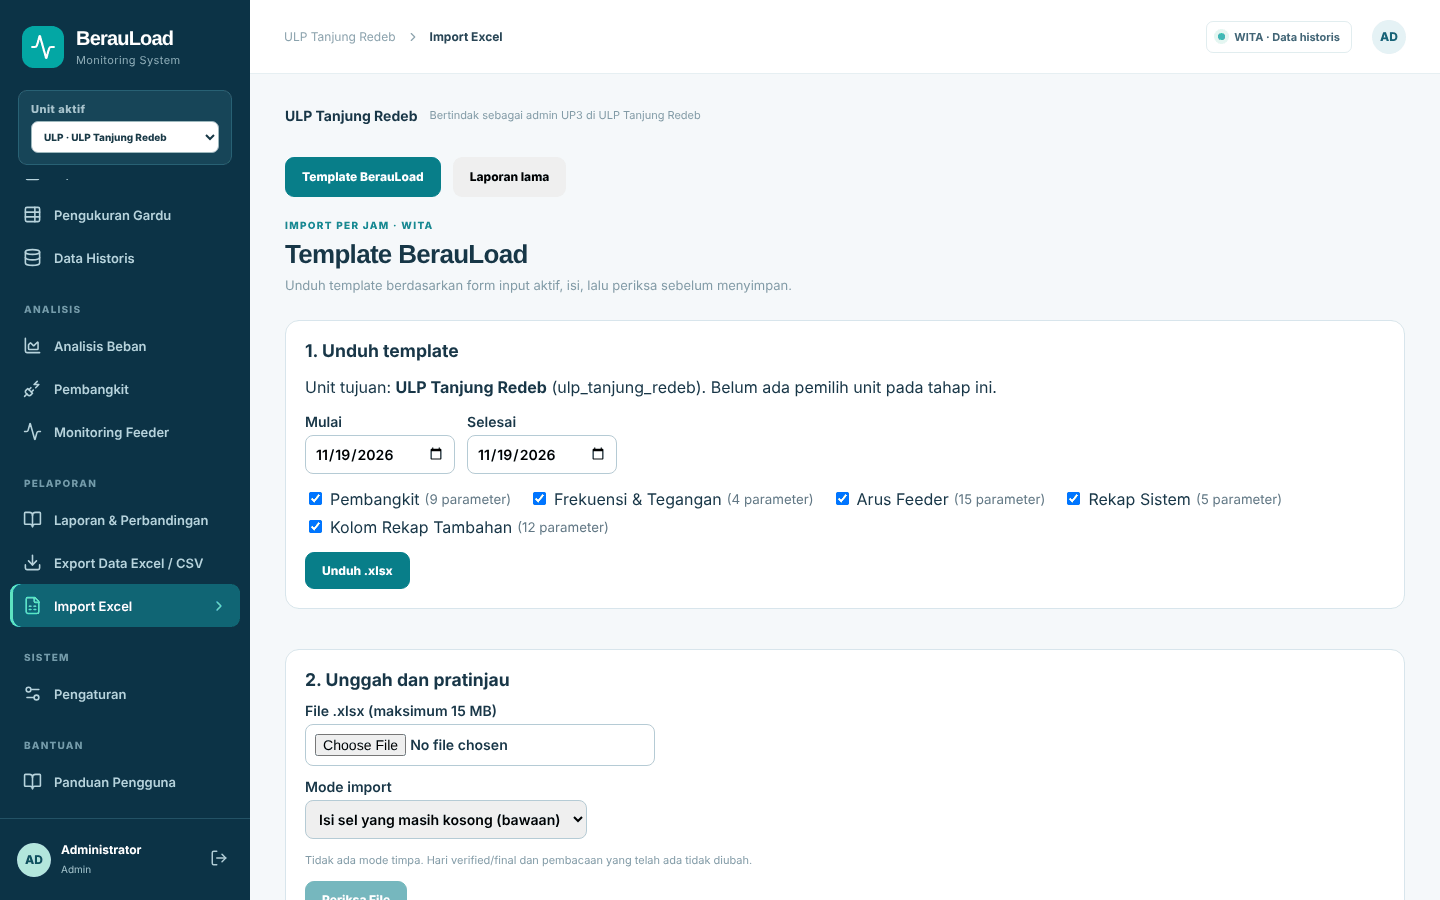 BerauLoad
Monitoring System
Unit aktif
ULP · ULP Tanjung Redeb
Pengukuran Gardu
Data Historis
ANALISIS
Analisis Beban
Pembangkit
Monitoring Feeder
PELAPORAN
Laporan & Perbandingan
Export Data Excel / CSV
Import Excel
SISTEM
Pengaturan
BANTUAN
Panduan Pengguna
AD
Administrator
Admin
ULP Tanjung Redeb
Import Excel
WITA · Data historis
AD
ULP Tanjung Redeb Bertindak sebagai admin UP3 di ULP Tanjung Redeb
Template BerauLoad
Laporan lama
IMPORT PER JAM · WITA
Template BerauLoad
Unduh template berdasarkan form input aktif, isi, lalu periksa sebelum menyimpan.
1. Unduh template
Unit tujuan: ULP Tanjung Redeb (ulp_tanjung_redeb). Belum ada pemilih unit pada tahap ini.
Mulai Selesai
11/19/2026 11/19/2026
Pembangkit (9 parameter) Frekuensi & Tegangan (4 parameter) Arus Feeder (15 parameter) Rekap Sistem (5 parameter)
Kolom Rekap Tambahan (12 parameter)
Unduh .xlsx
2. Unggah dan pratinjau
File .xlsx (maksimum 15 MB)
Choose File No file chosen
Mode import
Isi sel yang masih kosong (bawaan)
Tidak ada mode timpa. Hari verified/final dan pembacaan yang telah ada tidak diubah.
Periksa File